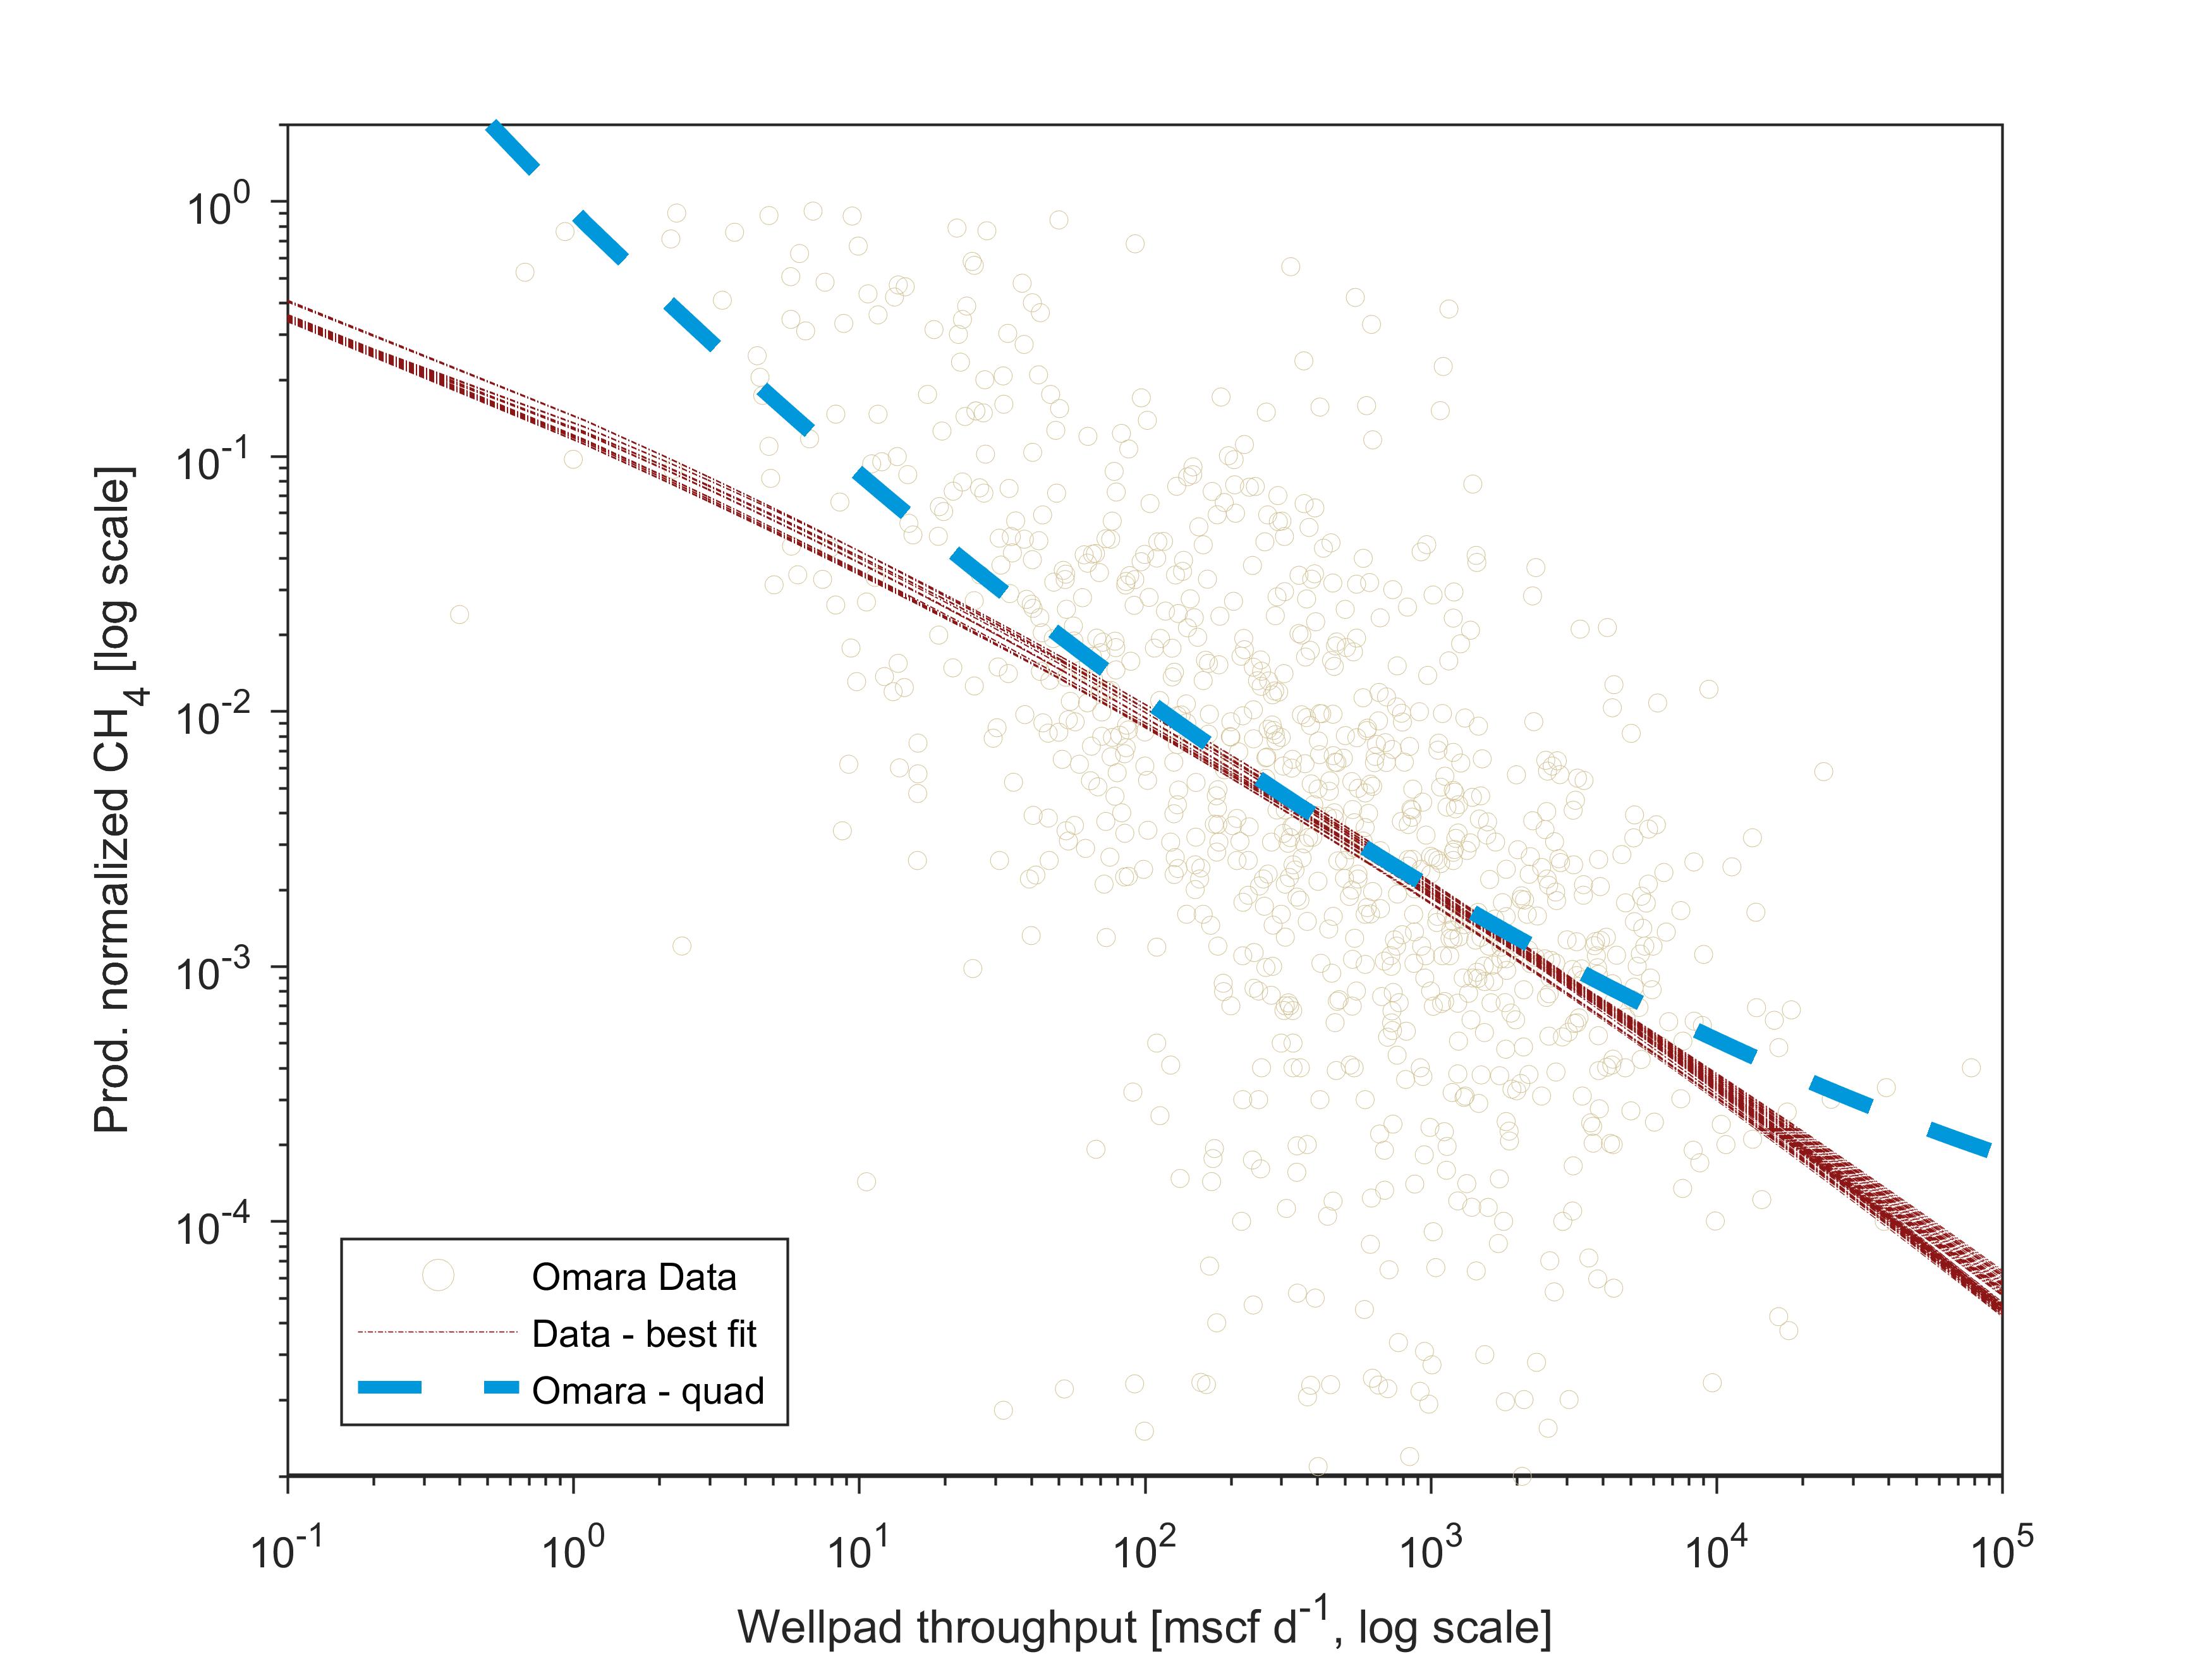 10^0
10^-1
10^-2
10^-3
10^-4
Prod. normalized CH_4 [log scale]
Omara Data
Data - best fit
Omara - quad
10^-1 10^0 10^1 10^2 10^3 10^4 10^5
Wellpad throughput [mscf d^-1, log scale]